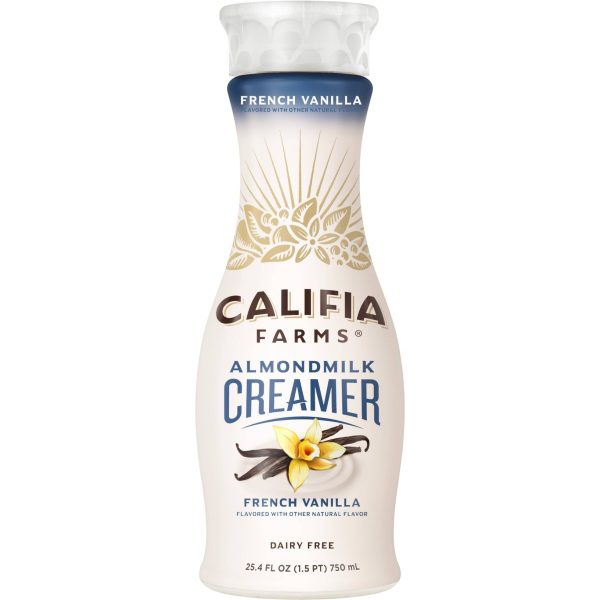 FRENCH VANILLA
FLAVORED WITH OTHER NATURAL FLAVOR
CALIFIA
FARMS®
ALMONDMILK
CREAMER
FRENCH VANILLA
FLAVORED WITH OTHER NATURAL FLAVOR
DAIRY FREE
25.4 FL OZ (1.5 PT) 750 mL